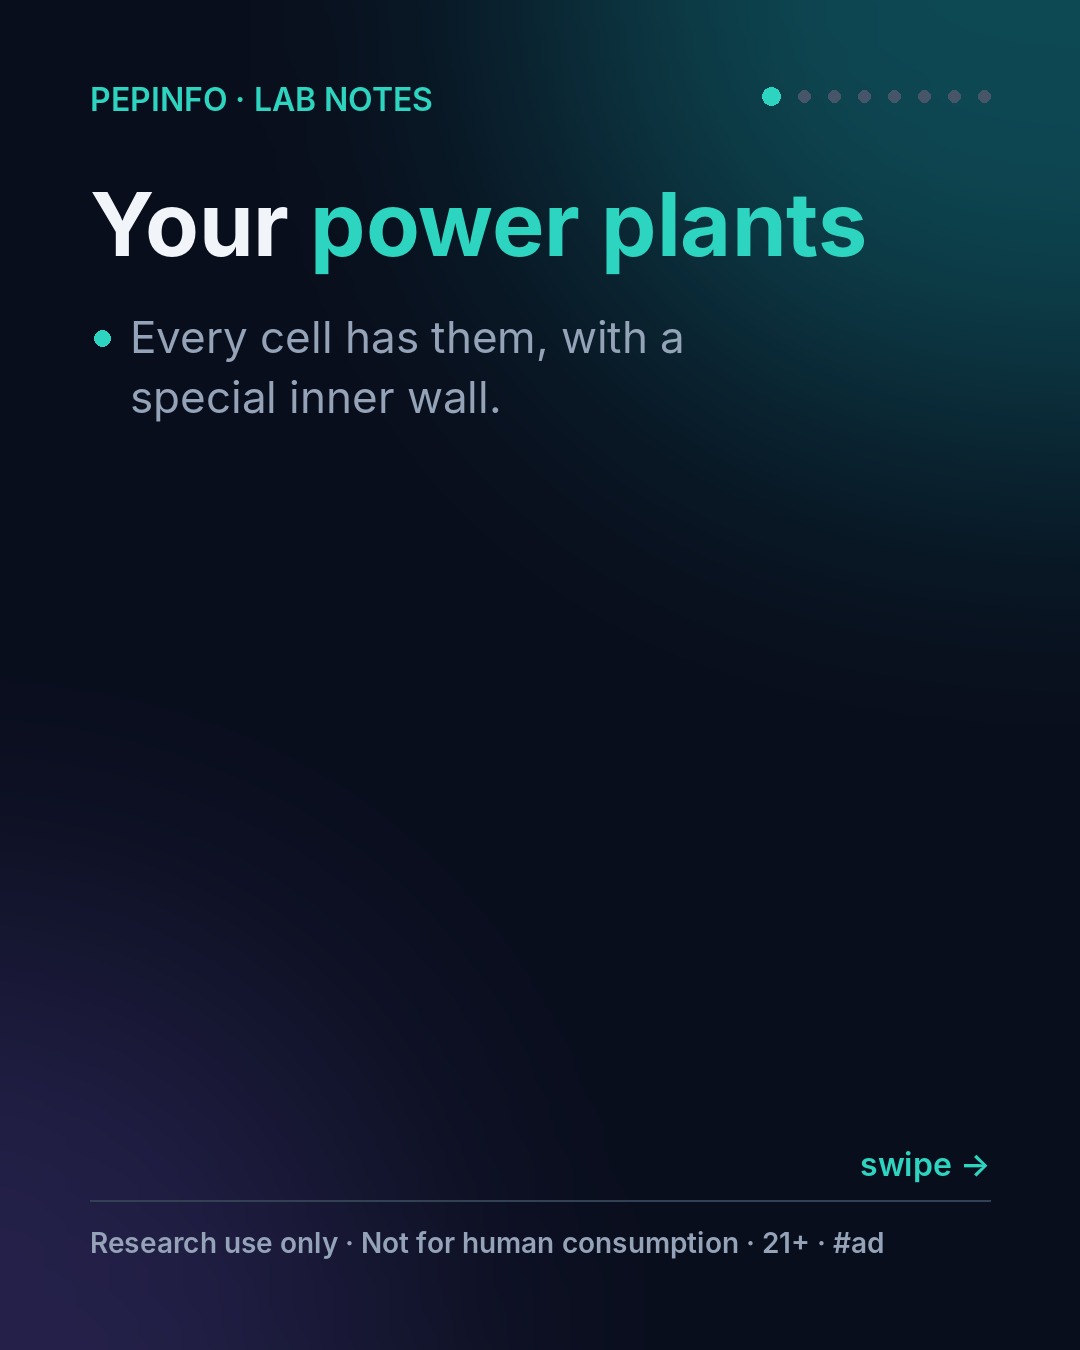 PEPINFO · LAB NOTES
Your power plants
Every cell has them, with a
special inner wall.
swipe →
Research use only · Not for human consumption · 21+ · #ad